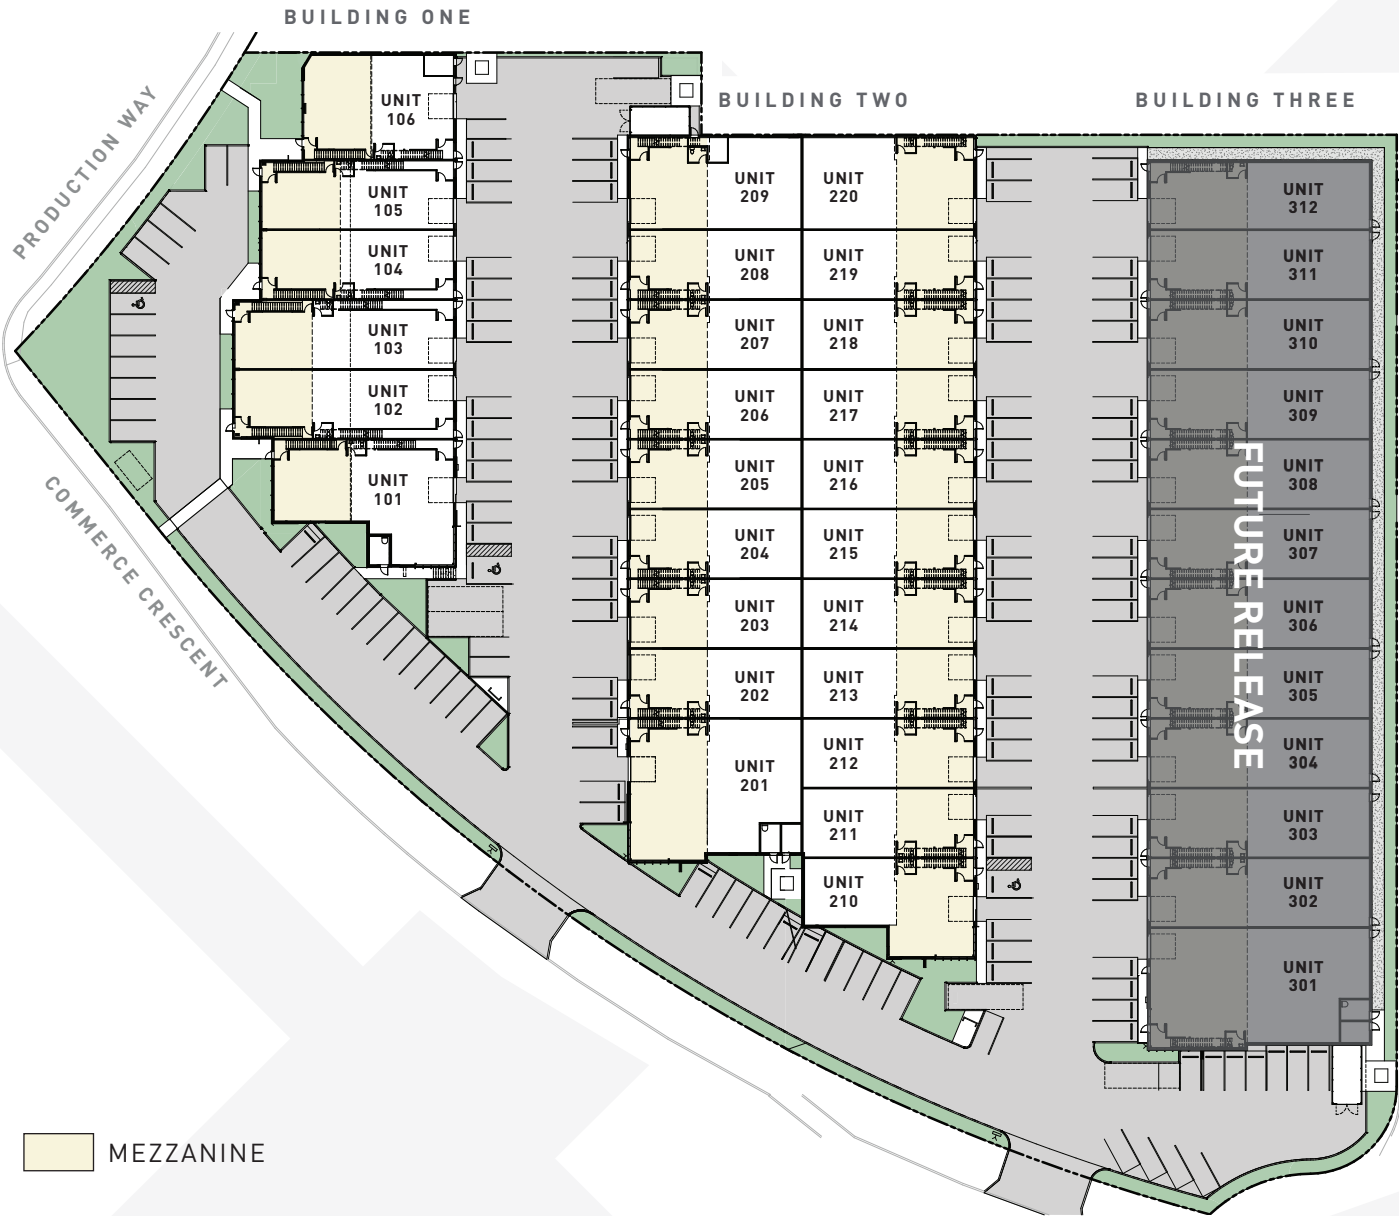 BUILDING ONE
BUILDING TWO
BUILDING THREE
PRODUCTION WAY
COMMERCE CRESCENT
UNIT
106
UNIT
105
UNIT
104
UNIT
103
UNIT
102
UNIT
101
UNIT
209
UNIT
208
UNIT
207
UNIT
206
UNIT
205
UNIT
204
UNIT
203
UNIT
202
UNIT
201
UNIT
220
UNIT
219
UNIT
218
UNIT
217
UNIT
216
UNIT
215
UNIT
214
UNIT
213
UNIT
212
UNIT
211
UNIT
210
UNIT
312
UNIT
311
UNIT
310
UNIT
309
UNIT
308
UNIT
307
UNIT
306
UNIT
305
UNIT
304
UNIT
303
UNIT
302
UNIT
301
FUTURE RELEASE
MEZZANINE